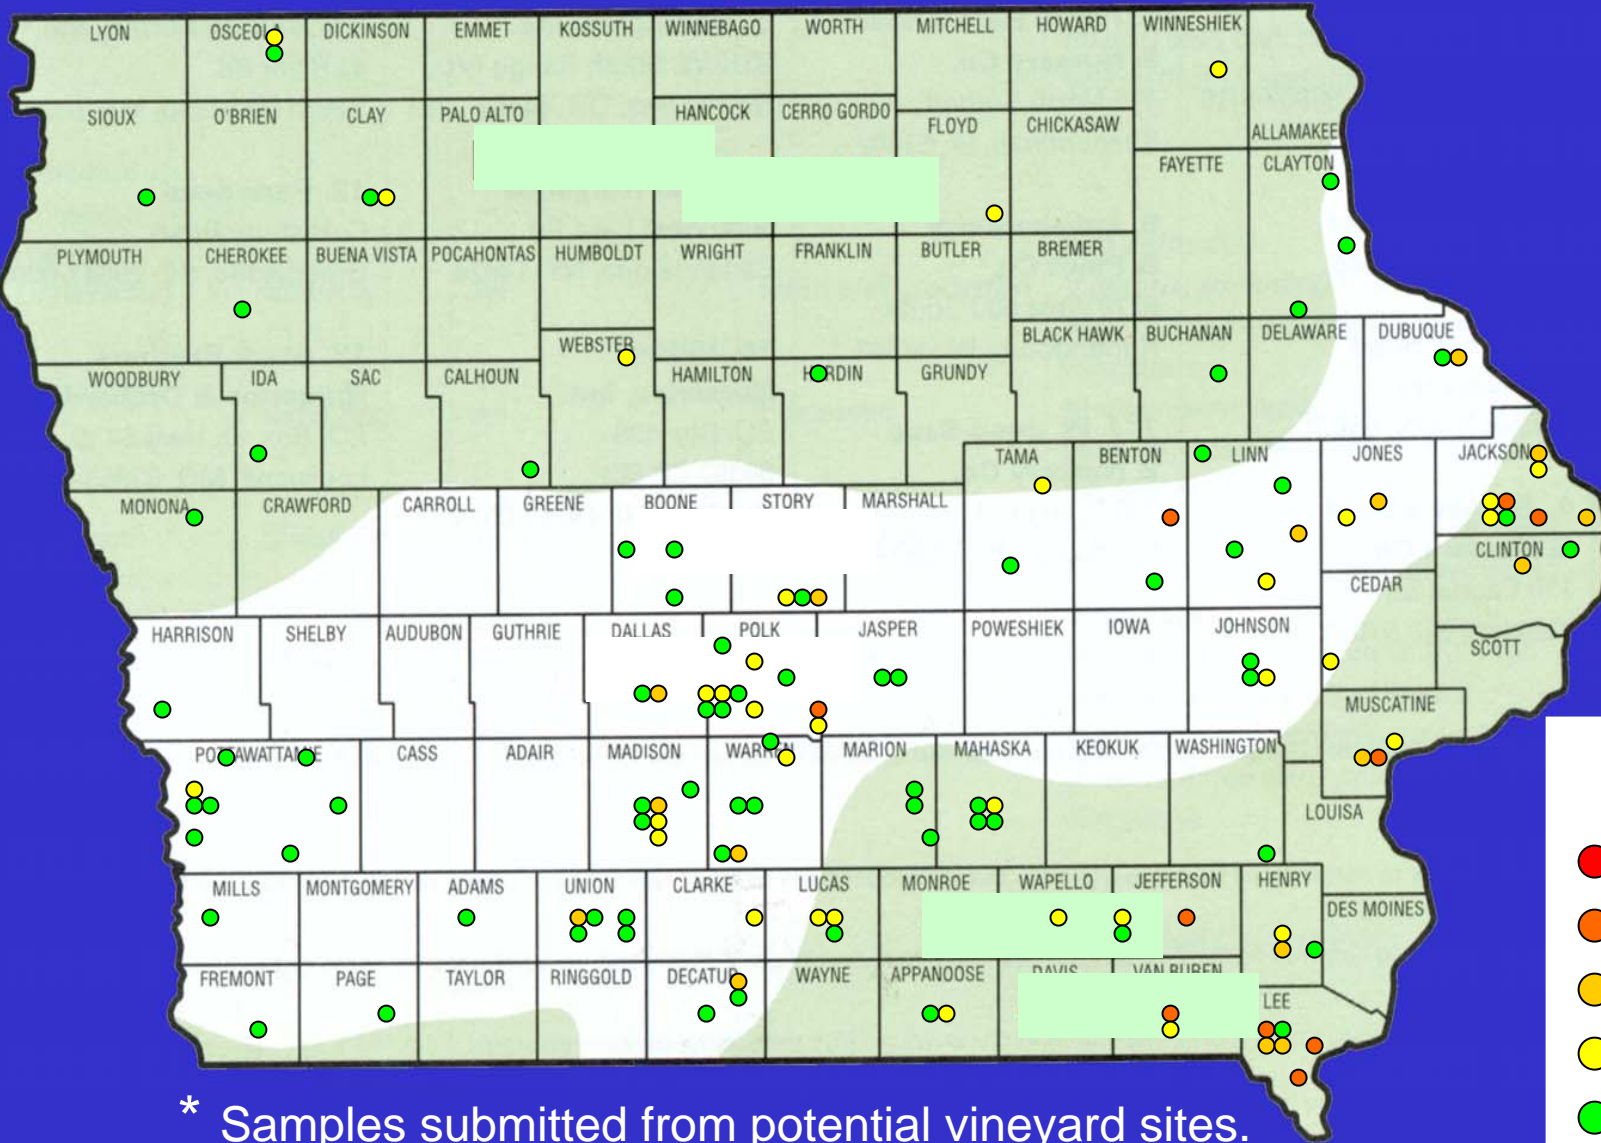 LYON OSCEOLA DICKINSON EMMET KOSSUTH WINNEBAGO WORTH MITCHELL HOWARD WINNESHIEK
ALLAMAKEE
SIOUX O'BRIEN CLAY PALO ALTO HANCOCK CERRO GORDO FLOYD CHICKASAW
FAYETTE CLAYTON
PLYMOUTH CHEROKEE BUENA VISTA POCAHONTAS HUMBOLDT WRIGHT FRANKLIN BUTLER BREMER
WEBSTER BLACK HAWK BUCHANAN DELAWARE DUBUQUE
WOODBURY IDA SAC CALHOUN HAMILTON HARDIN GRUNDY
TAMA BENTON LINN JONES JACKSON
MONONA CRAWFORD CARROLL GREENE BOONE STORY MARSHALL
CLINTON
CEDAR
HARRISON SHELBY AUDUBON GUTHRIE DALLAS POLK JASPER POWESHIEK IOWA JOHNSON
SCOTT
MUSCATINE
POTTAWATTAMIE CASS ADAIR MADISON WARREN MARION MAHASKA KEOKUK WASHINGTON
LOUISA
MILLS MONTGOMERY ADAMS UNION CLARKE LUCAS MONROE WAPELLO JEFFERSON HENRY
DES MOINES
FREMONT PAGE TAYLOR RINGGOLD DECATUR WAYNE APPANOOSE DAVIS VAN BUREN
LEE
* Samples submitted from potential vineyard sites.